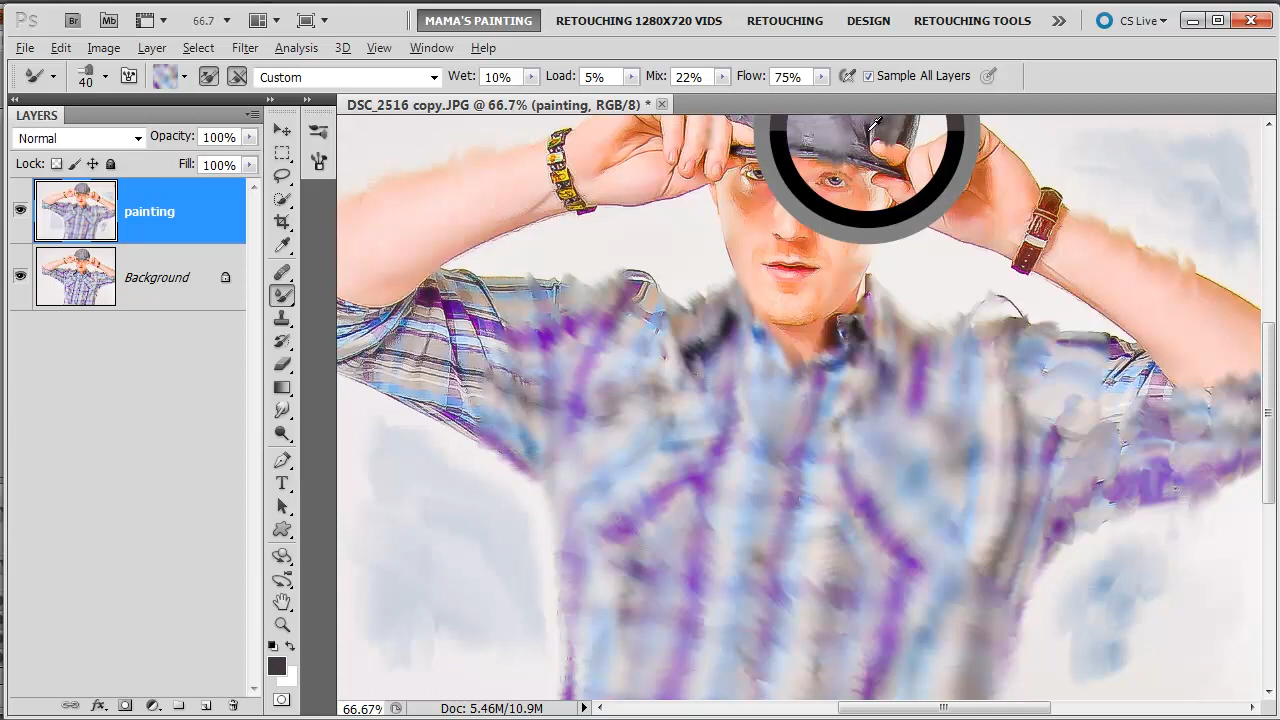 Ps Br Mb 66.7 MAMA'S PAINTING RETOUCHING 1280X720 VIDS RETOUCHING DESIGN RETOUCHING TOOLS CS Live
File Edit Image Layer Select Filter Analysis 3D View Window Help
40 Custom Wet: 10% Load: 5% Mix: 22% Flow: 75% Sample All Layers
LAYERS
DSC_2516 copy.JPG @ 66.7% (painting, RGB/8) *
Normal Opacity: 100%
Lock: Fill: 100%
painting
Background
T
fx
66.67% Doc: 5.46M/10.9M